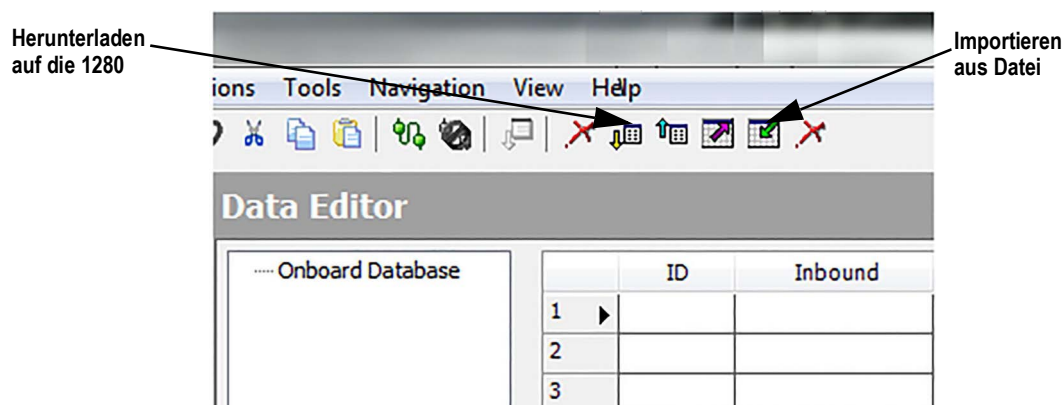 Herunterladen
auf die 1280
Importieren
aus Datei
ions Tools Navigation View Help
Data Editor
Onboard Database
ID Inbound
1
2
3